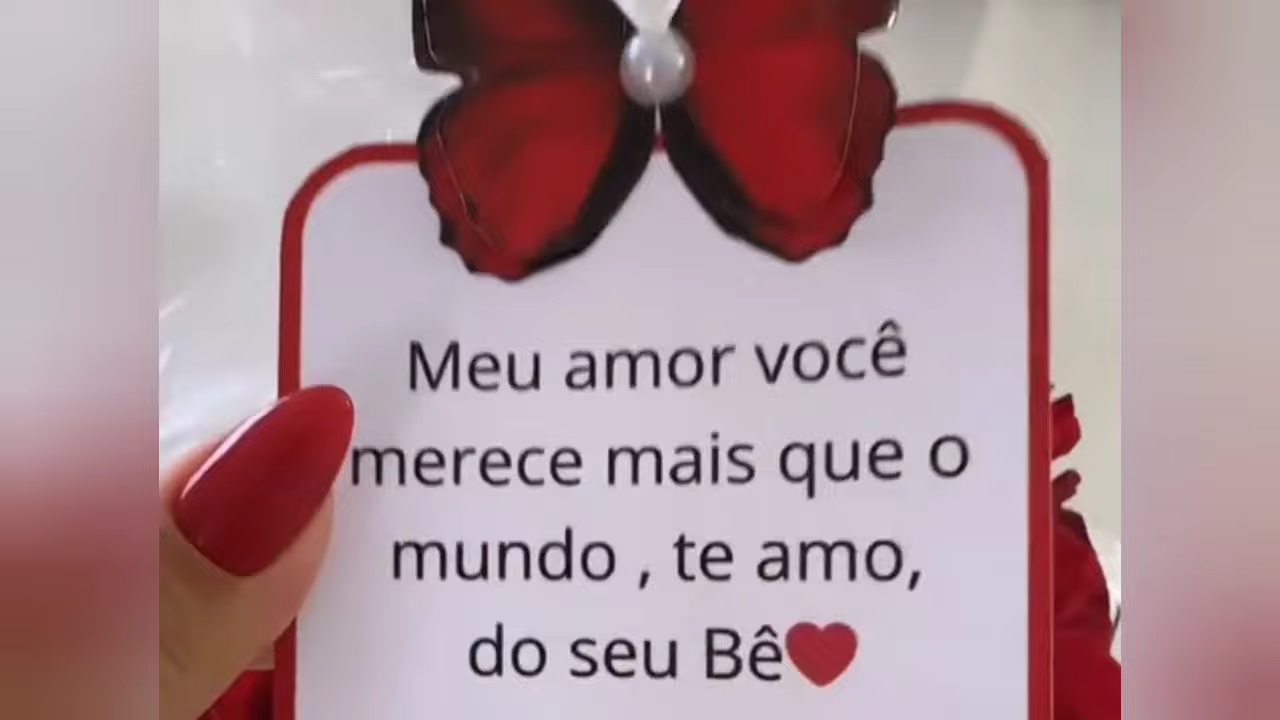 Meu amor você
merece mais que o
mundo , te amo,
do seu Bê❤